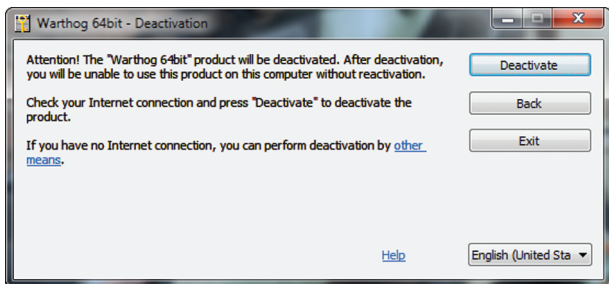 Warthog 64bit - Deactivation
Attention! The "Warthog 64bit" product will be deactivated. After deactivation,
you will be unable to use this product on this computer without reactivation.
Check your Internet connection and press "Deactivate" to deactivate the
product.
If you have no Internet connection, you can perform deactivation by other
means.
Deactivate
Back
Exit
Help
English (United Sta